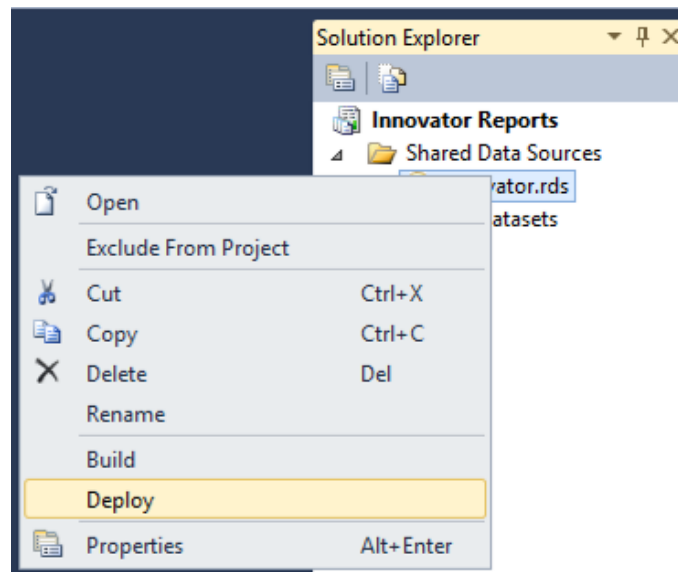 Solution Explorer
Innovator Reports
Shared Data Sources
vator.rds
atasets
Open
Exclude From Project
Cut Ctrl+X
Copy Ctrl+C
Delete Del
Rename
Build
Deploy
Properties Alt+Enter